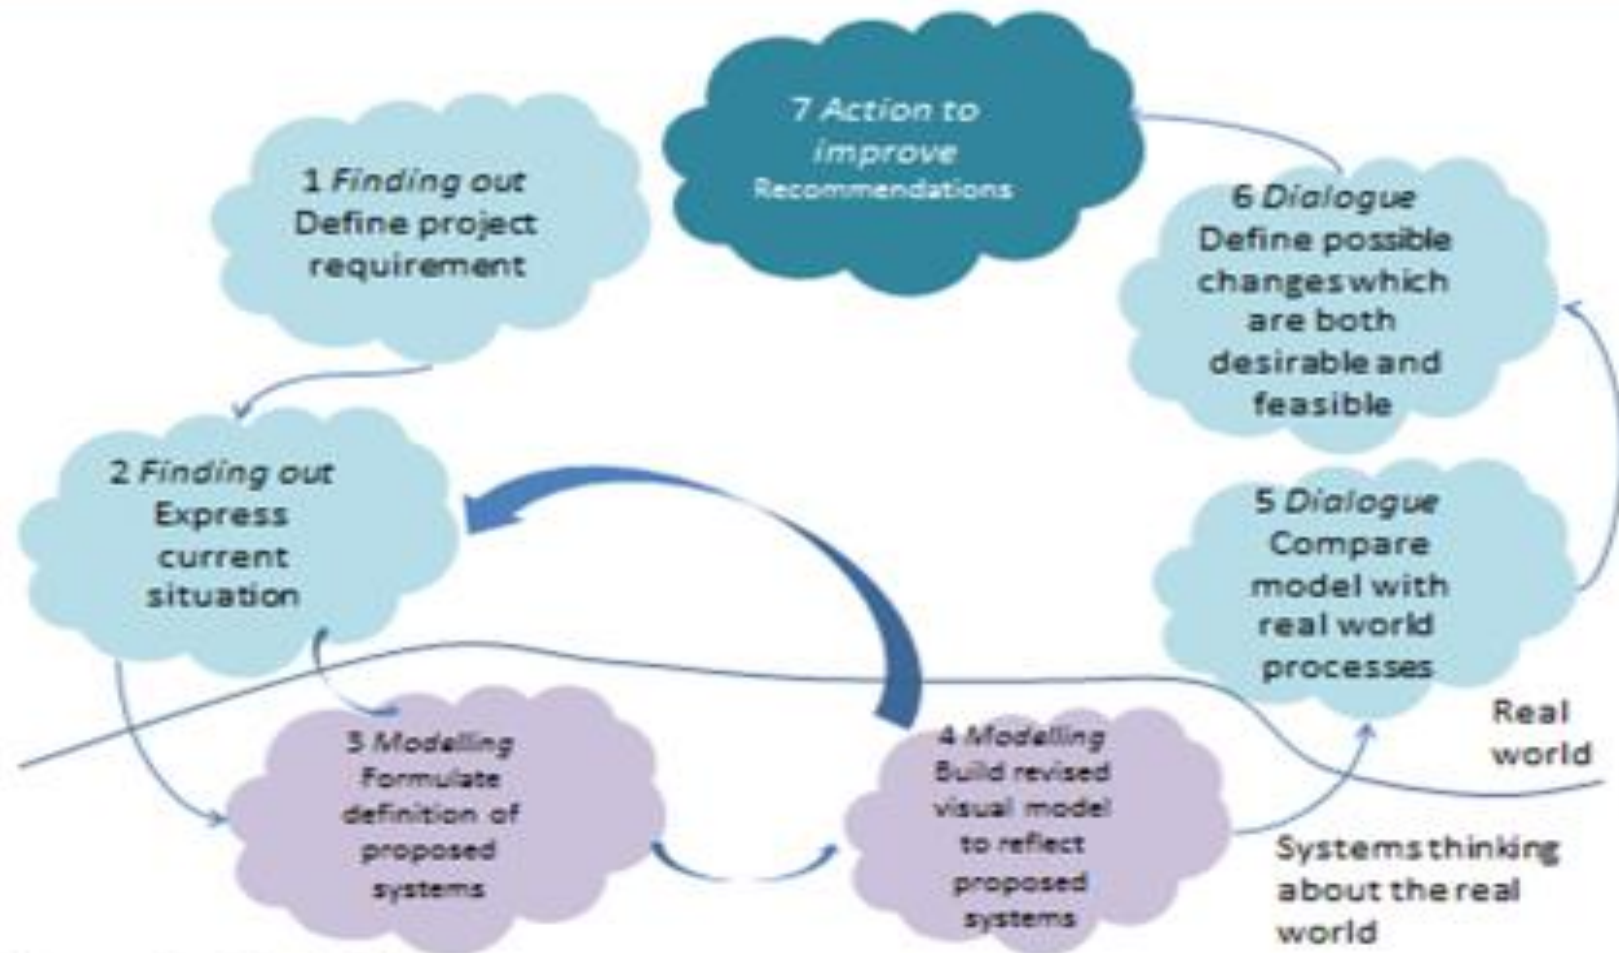 1 Finding out
Define project
requirement
2 Finding out
Express
current
situation
3 Modelling
Formulate
definition of
proposed
systems
4 Modelling
Build revised
visual model
to reflect
proposed
systems
5 Dialogue
Compare
model with
real world
processes
6 Dialogue
Define possible
changes which
are both
desirable and
feasible
7 Action to
improve
Recommendations
Real
world
Systems thinking
about the real
world